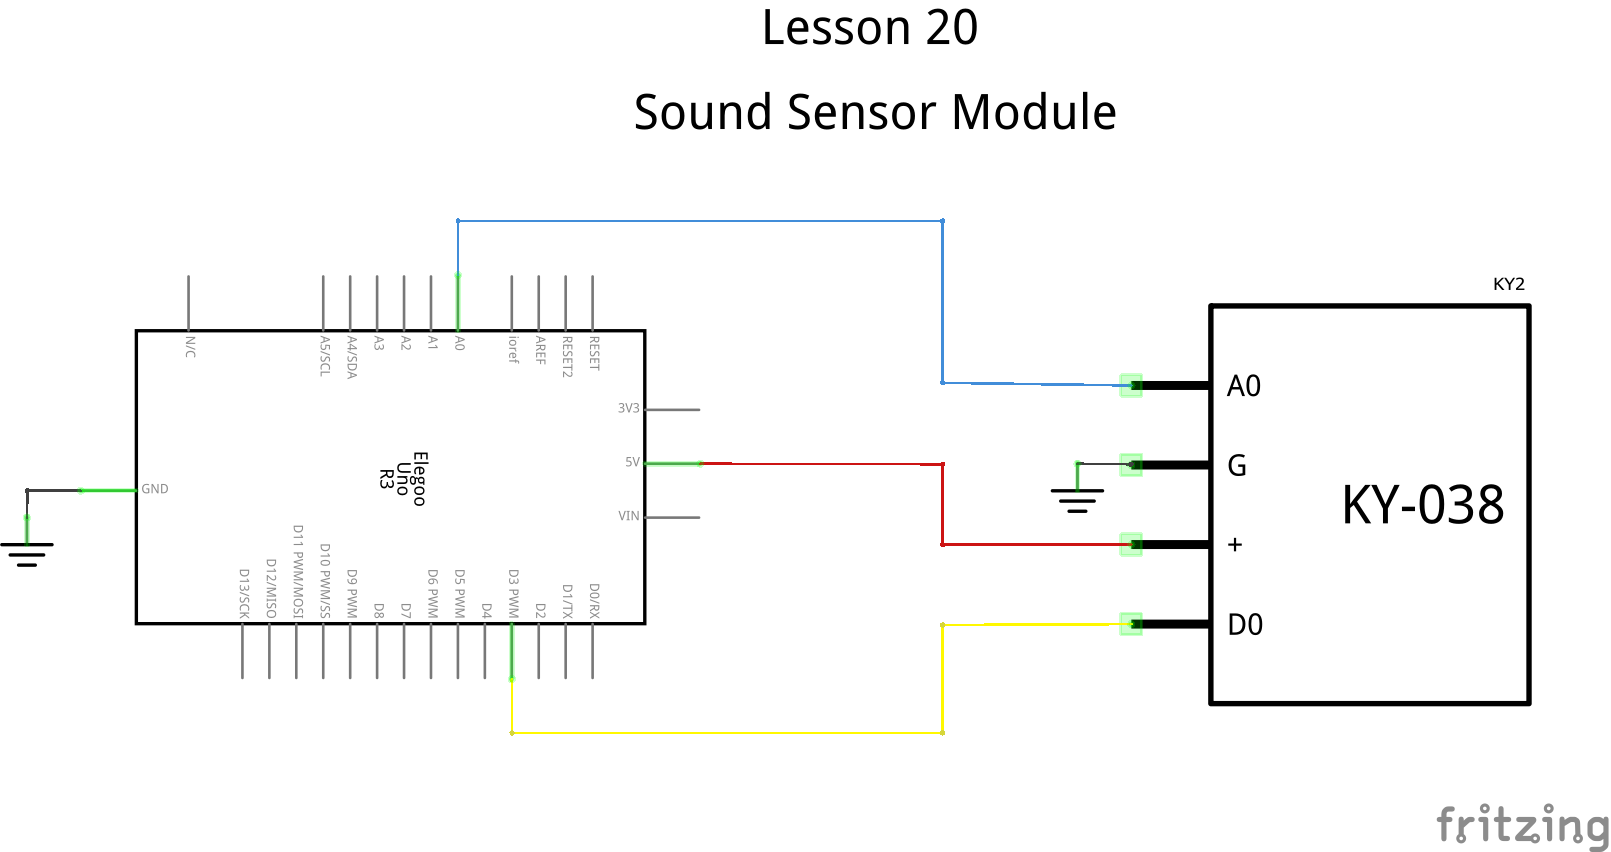 Lesson 20
Sound Sensor Module
KY2
N/C
A5/SCL
A4/SDA
A3
A2
A1
A0
ioref
AREF
RESET2
RESET
3V3
5V
VIN
GND
Elegoo
Uno
R3
D13/SCK
D12/MISO
D11 PWM/MOSI
D10 PWM/SS
D9 PWM
D8
D7
D6 PWM
D5 PWM
D4
D3 PWM
D2
D1/TX
D0/RX
A0
G
KY-038
+
D0
fritzing